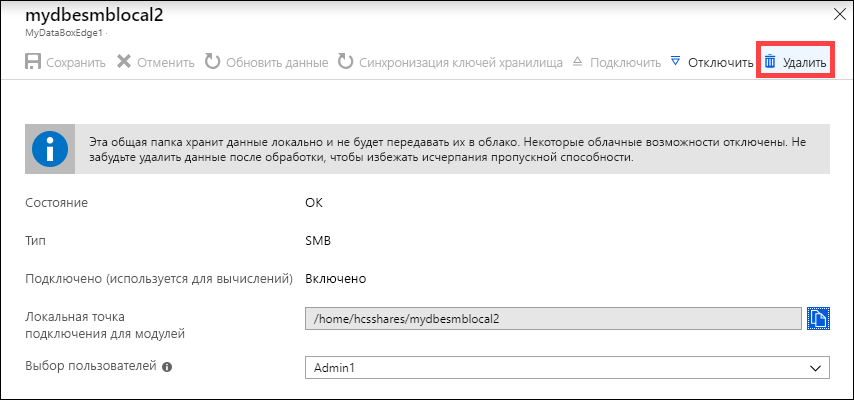 mydbesmblocal2
MyDataBoxEdge1
Сохранить Отменить Обновить данные Синхронизация ключей хранилища Подключить Отключить Удалить
Эта общая папка хранит данные локально и не будет передавать их в облако. Некоторые облачные возможности отключены. Не
забудьте удалить данные после обработки, чтобы избежать исчерпания пропускной способности.
Состояние ОК
Тип SMB
Подключено (используется для вычислений) Включено
Локальная точка
подключения для модулей
/home/hcsshares/mydbesmblocal2
Выбор пользователей Admin1